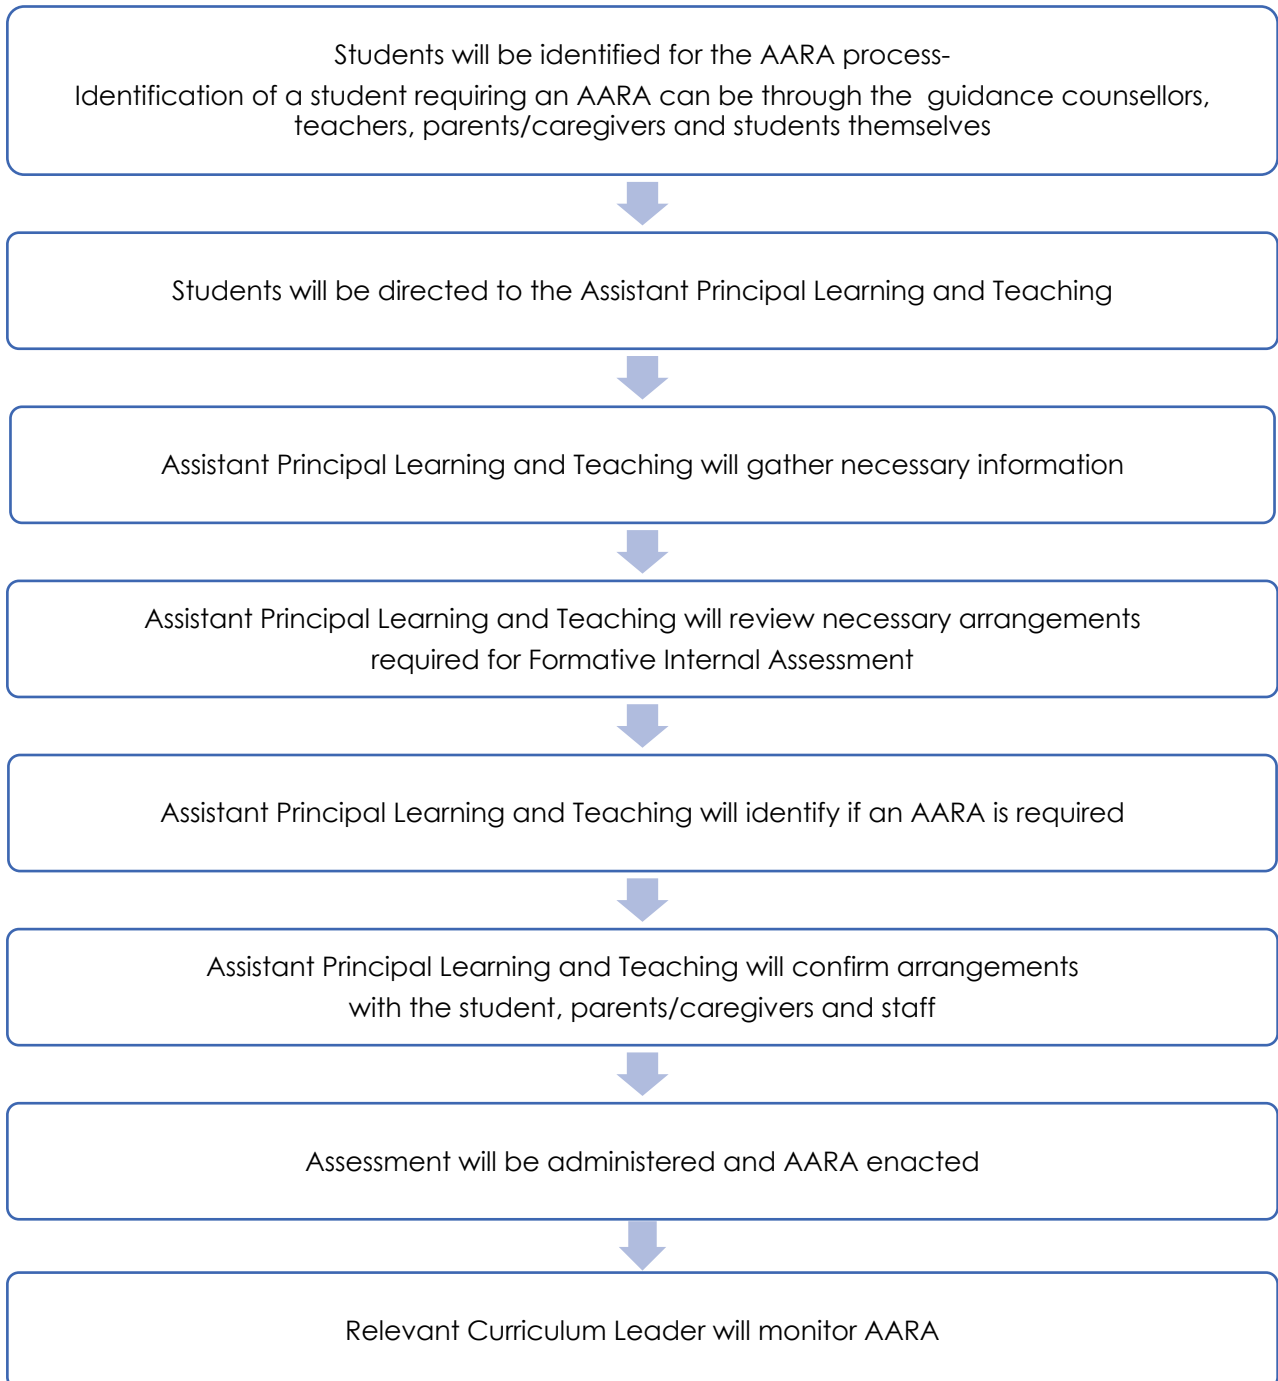 Students will be identified for the AARA process-
Identification of a student requiring an AARA can be through the  guidance counsellors,
teachers, parents/caregivers and students themselves
Students will be directed to the Assistant Principal Learning and Teaching
Assistant Principal Learning and Teaching will gather necessary information
Assistant Principal Learning and Teaching will review necessary arrangements
required for Formative Internal Assessment
Assistant Principal Learning and Teaching will identify if an AARA is required
Assistant Principal Learning and Teaching will confirm arrangements
with the student, parents/caregivers and staff
Assessment will be administered and AARA enacted
Relevant Curriculum Leader will monitor AARA